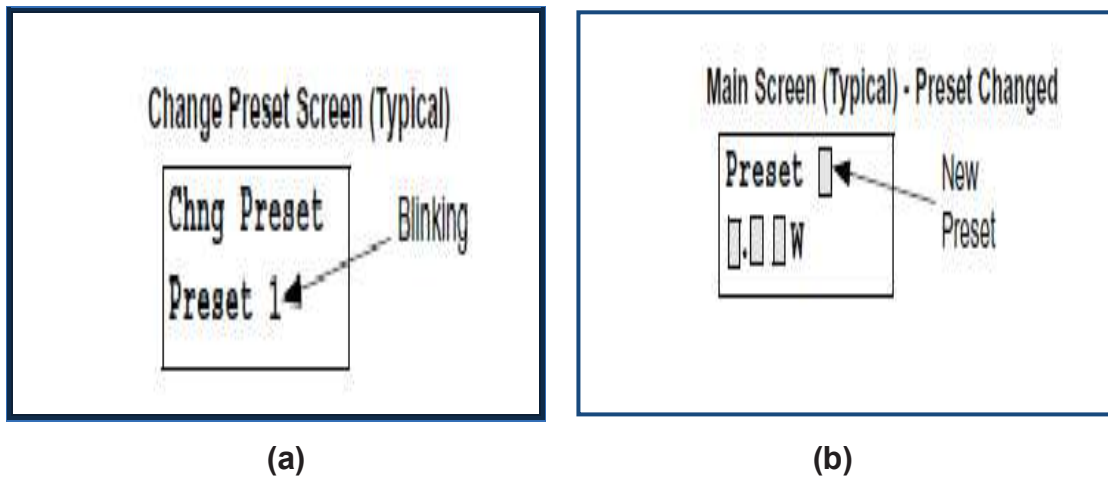 Change Preset Screen (Typical)
Chng Preset
Preset 1
Blinking
(a)
Main Screen (Typical) - Preset Changed
Preset
. W
New
Preset
(b)